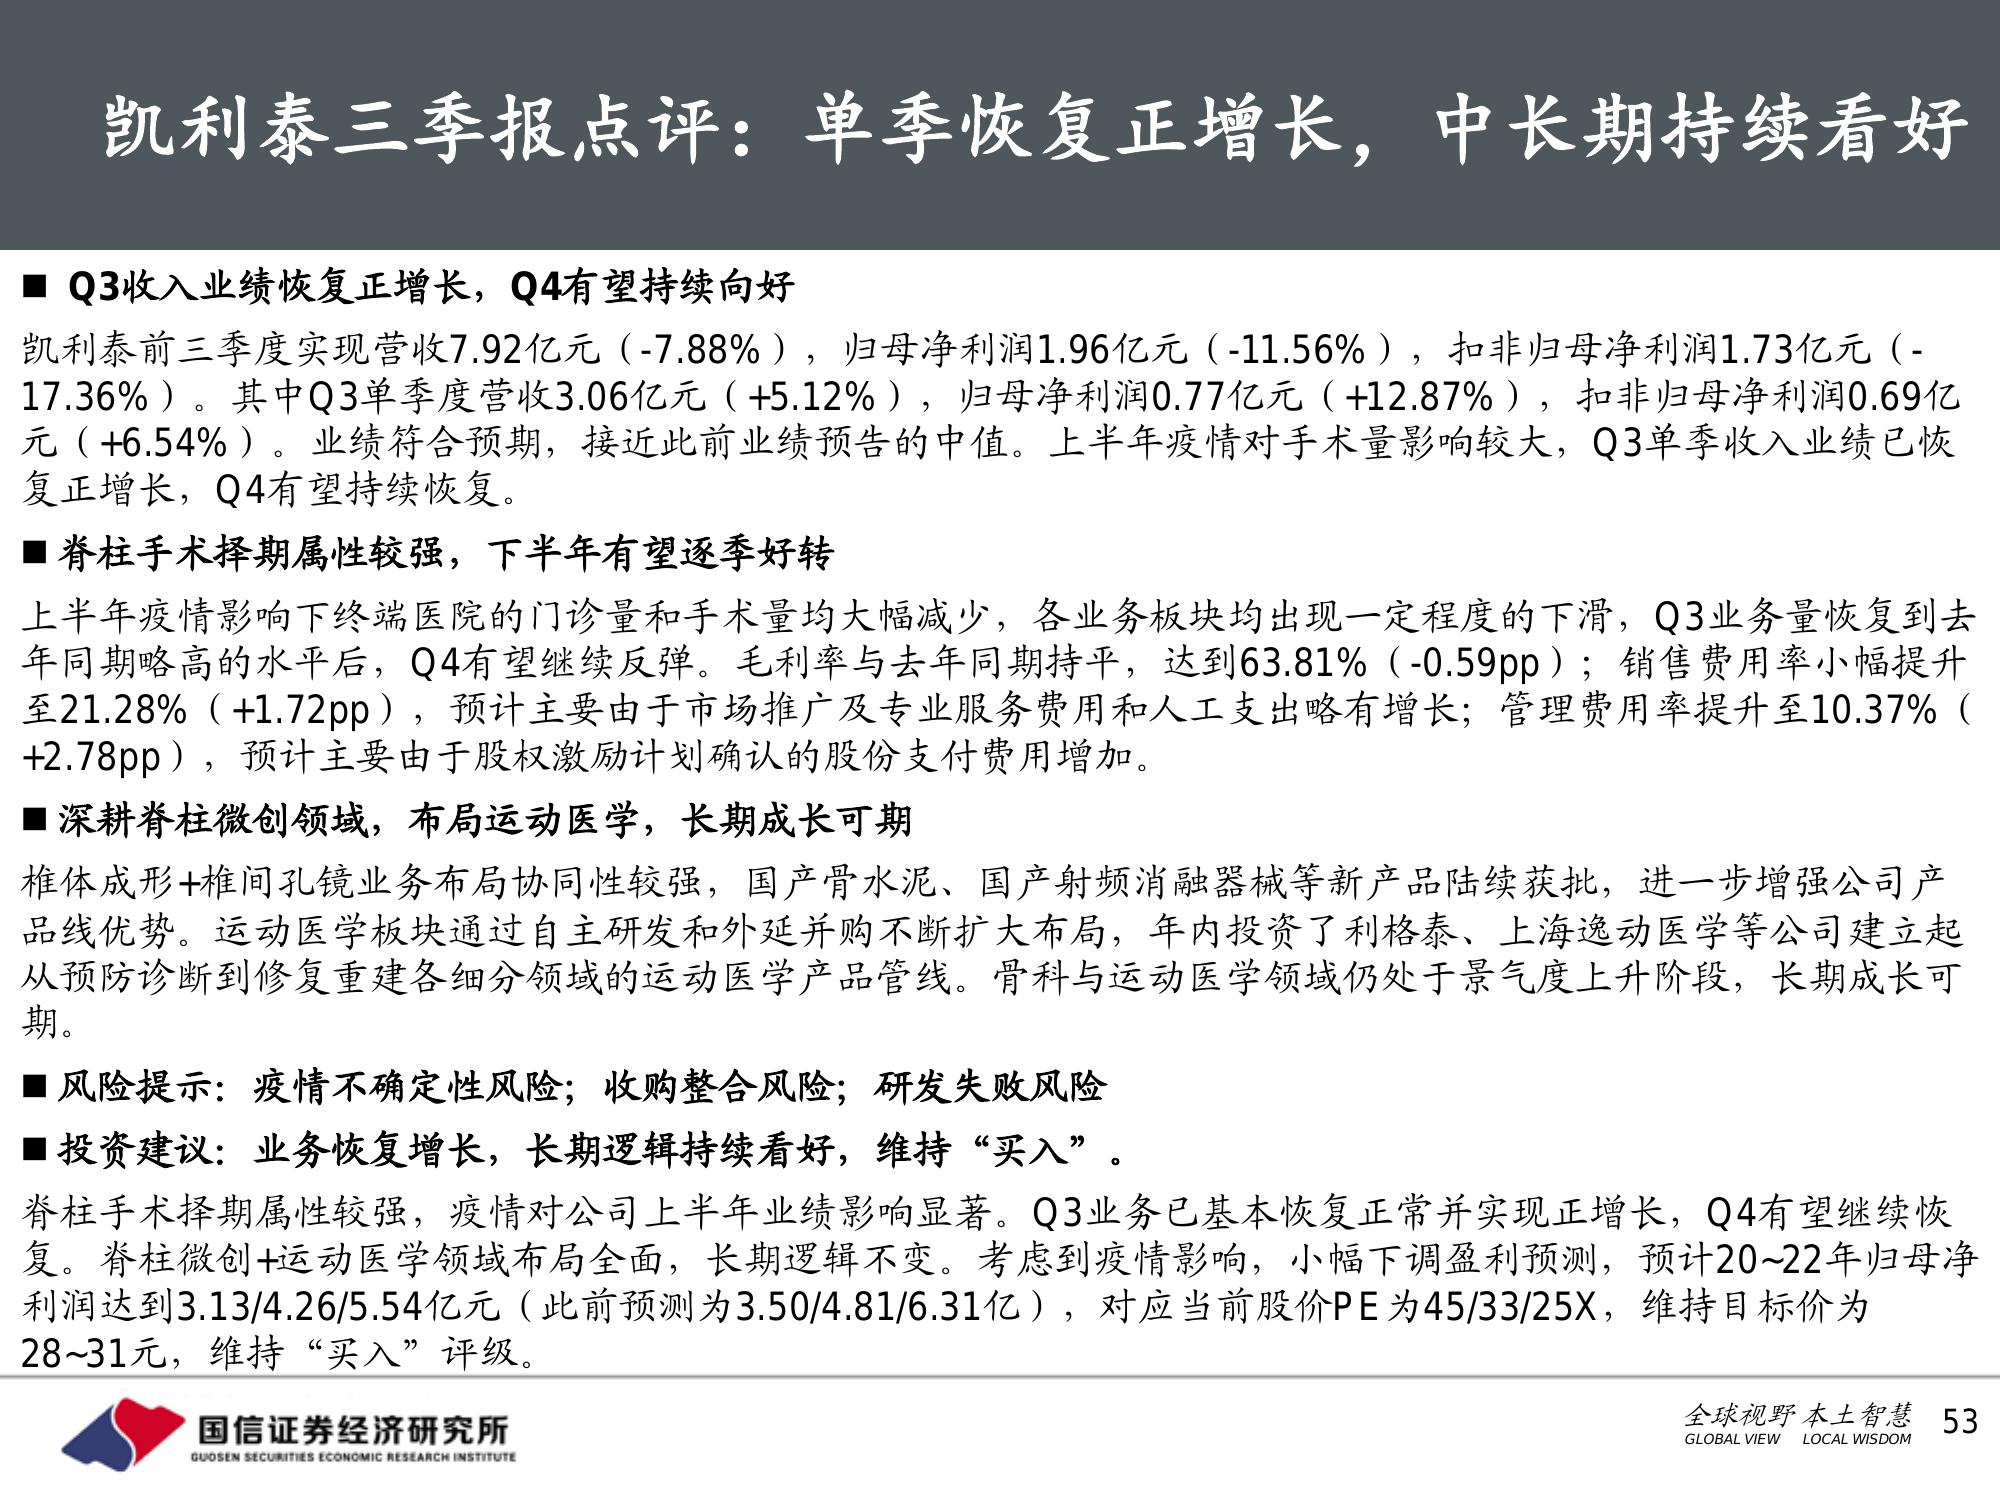 凯利泰三季报点评：单季恢复正增长，中长期持续看好
■ Q3收入业绩恢复正增长，Q4有望持续向好
凯利泰前三季度实现营收7.92亿元（-7.88%），归母净利润1.96亿元（-11.56%），扣非归母净利润1.73亿元（-
17.36%）。其中Q3单季度营收3.06亿元（+5.12%），归母净利润0.77亿元（+12.87%），扣非归母净利润0.69亿
元（+6.54%）。业绩符合预期，接近此前业绩预告的中值。上半年疫情对手术量影响较大，Q3单季收入业绩已恢
复正增长，Q4有望持续恢复。
■ 脊柱手术择期属性较强，下半年有望逐季好转
上半年疫情影响下终端医院的门诊量和手术量均大幅减少，各业务板块均出现一定程度的下滑，Q3业务量恢复到去
年同期略高的水平后，Q4有望继续反弹。毛利率与去年同期持平，达到63.81%（-0.59pp）；销售费用率小幅提升
至21.28%（+1.72pp），预计主要由于市场推广及专业服务费用和人工支出略有增长；管理费用率提升至10.37%（
+2.78pp），预计主要由于股权激励计划确认的股份支付费用增加。
■ 深耕脊柱微创领域，布局运动医学，长期成长可期
椎体成形+椎间孔镜业务布局协同性较强，国产骨水泥、国产射频消融器械等新产品陆续获批，进一步增强公司产
品线优势。运动医学板块通过自主研发和外延并购不断扩大布局，年内投资了利格泰、上海逸动医学等公司建立起
从预防诊断到修复重建各细分领域的运动医学产品管线。骨科与运动医学领域仍处于景气度上升阶段，长期成长可
期。
■ 风险提示：疫情不确定性风险；收购整合风险；研发失败风险
■ 投资建议：业务恢复增长，长期逻辑持续看好，维持“买入”。
脊柱手术择期属性较强，疫情对公司上半年业绩影响显著。Q3业务已基本恢复正常并实现正增长，Q4有望继续恢
复。脊柱微创+运动医学领域布局全面，长期逻辑不变。考虑到疫情影响，小幅下调盈利预测，预计20~22年归母净
利润达到3.13/4.26/5.54亿元（此前预测为3.50/4.81/6.31亿），对应当前股价PE为45/33/25X，维持目标价为
28~31元，维持“买入”评级。
国信证券经济研究所
GUOSEN SECURITIES ECONOMIC RESEARCH INSTITUTE
全球视野 本土智慧
GLOBAL VIEW LOCAL WISDOM
53